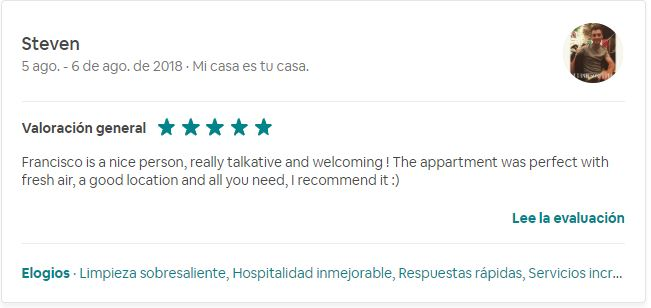 Steven
5 ago. - 6 de ago. de 2018 · Mi casa es tu casa.
Valoración general
Francisco is a nice person, really talkative and welcoming ! The appartment was perfect with
fresh air, a good location and all you need, I recommend it :)
Lee la evaluación
Elogios · Limpieza sobresaliente, Hospitalidad inmejorable, Respuestas rápidas, Servicios incr...